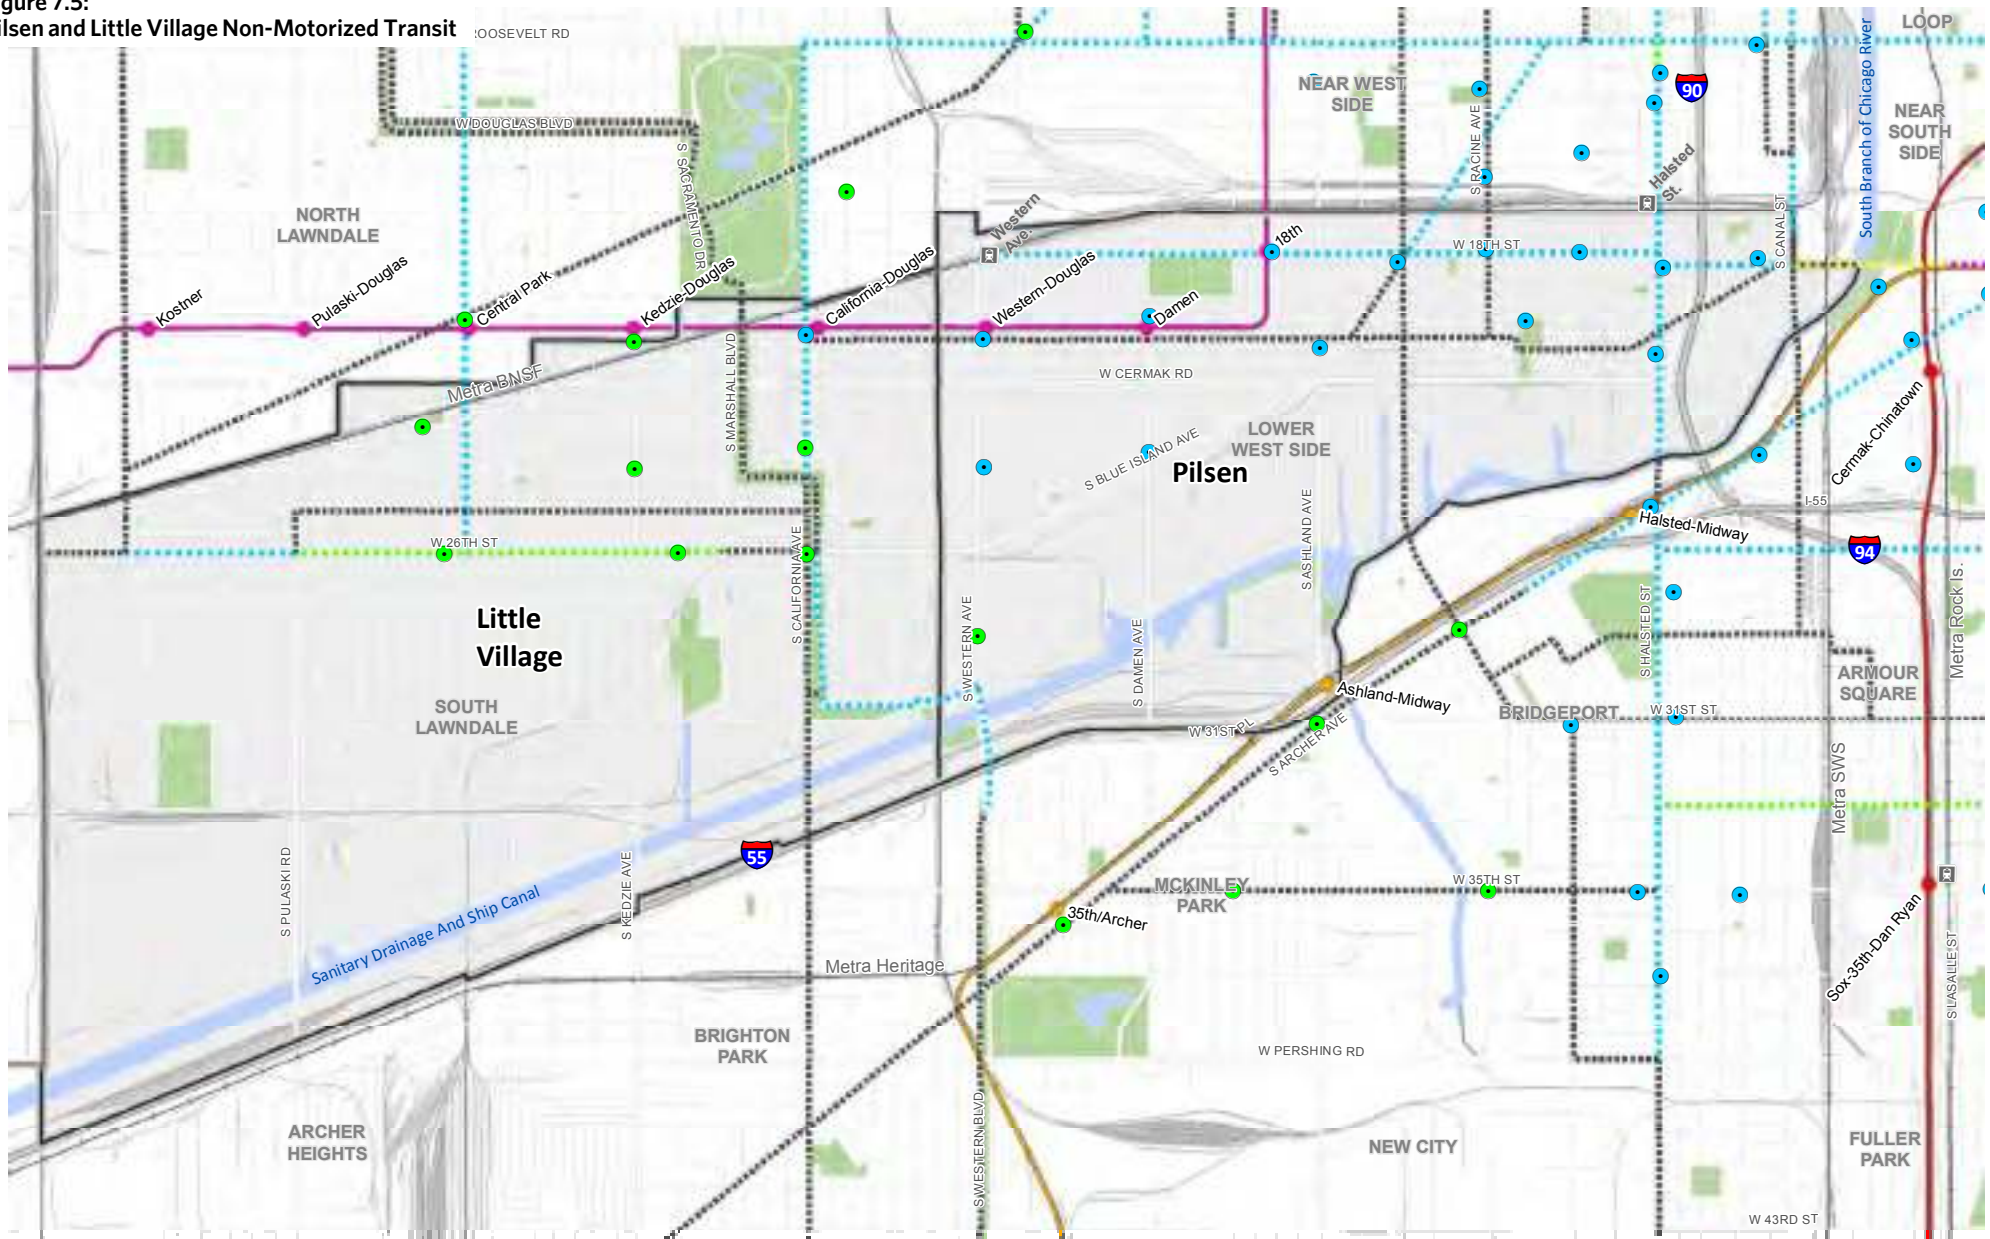 igure 7.5:
ilsen and Little Village Non-Motorized Transit
ROOSEVELT RD
LOOP
W DOUGLAS BLVD
S SACRAMENTO DR
NEAR WEST
SIDE
S RACINE AVE
90
South Branch of Chicago River
NEAR
SOUTH
SIDE
NORTH
LAWNDALE
Western
Ave.
Halsted
St.
S CANAL ST
W 18TH ST
18th
Kostner
Pulaski-Douglas
Central Park
Kedzie-Douglas
California-Douglas
Western-Douglas
Damen
S MARSHALL BLVD
Metra BNSF
W CERMAK RD
LOWER
WEST SIDE
S BLUE ISLAND AVE
Pilsen
Cermak-Chinatown
I-55
S ASHLAND AVE
Halsted-Midway
94
W 26TH ST
S CALIFORNIA AVE
Little
Village
S WESTERN AVE
S DAMEN AVE
S HALSTED ST
Metra Rock Is.
ARMOUR
SQUARE
SOUTH
LAWNDALE
Ashland-Midway
BRIDGEPORT
W 31ST ST
W 31ST PL
S ARCHER AVE
Metra SWS
55
S PULASKI RD
S KEDZIE AVE
MCKINLEY
PARK
W 35TH ST
35th/Archer
Sox-35th-Dan Ryan
S LASALLE ST
Sanitary Drainage And Ship Canal
Metra Heritage
BRIGHTON
PARK
W PERSHING RD
S WESTERN BLVD
ARCHER
HEIGHTS
NEW CITY
FULLER
PARK
W 43RD ST